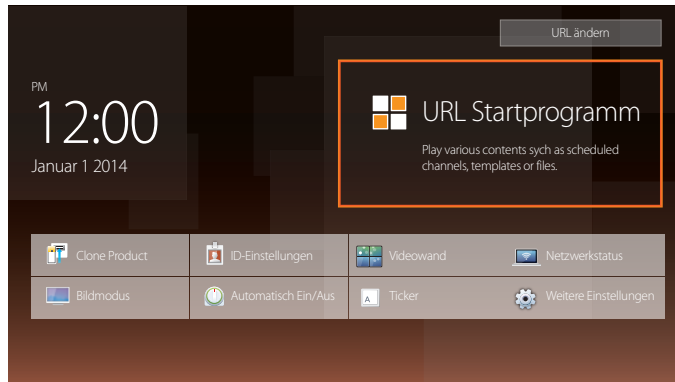 URL ändern
PM
12:00
Januar 1 2014
URL Startprogramm
Play various contents sych as scheduled
channels, templates or files.
Clone Product
ID-Einstellungen
Videowand
Netzwerkstatus
Bildmodus
Automatisch Ein/Aus
A
Ticker
Weitere Einstellungen